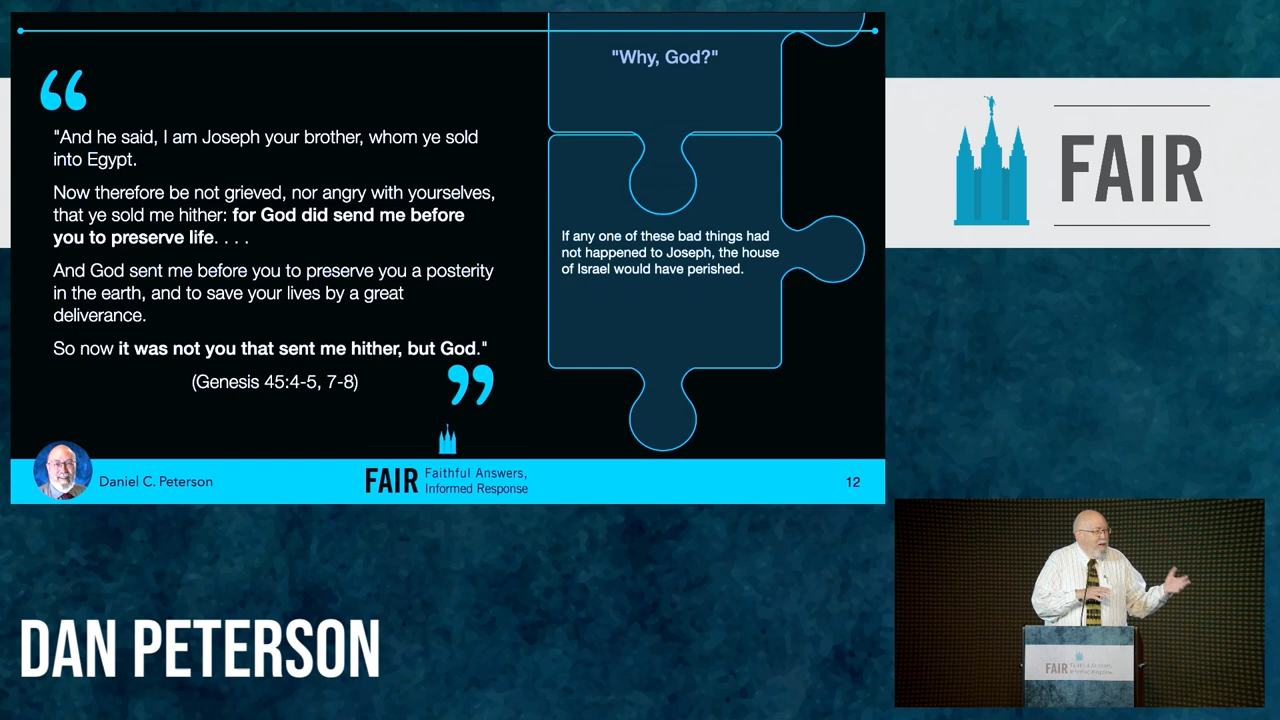 "Why, God?"
"And he said, I am Joseph your brother, whom ye sold
into Egypt.
Now therefore be not grieved, nor angry with yourselves,
that ye sold me hither: for God did send me before
you to preserve life. . . .
And God sent me before you to preserve you a posterity
in the earth, and to save your lives by a great
deliverance.
So now it was not you that sent me hither, but God."
(Genesis 45:4-5, 7-8)
If any one of these bad things had
not happened to Joseph, the house
of Israel would have perished.
Daniel C. Peterson
FAIR
Faithful Answers,
Informed Response
12
FAIR
DAN PETERSON
FAIR